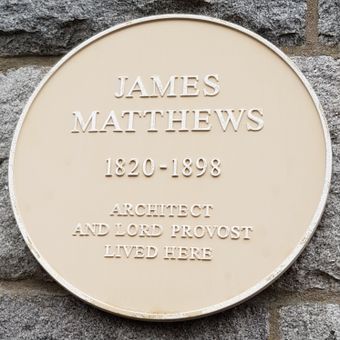 JAMES
MATTHEWS
1820-1898
ARCHITECT
AND LORD PROVOST
LIVED HERE